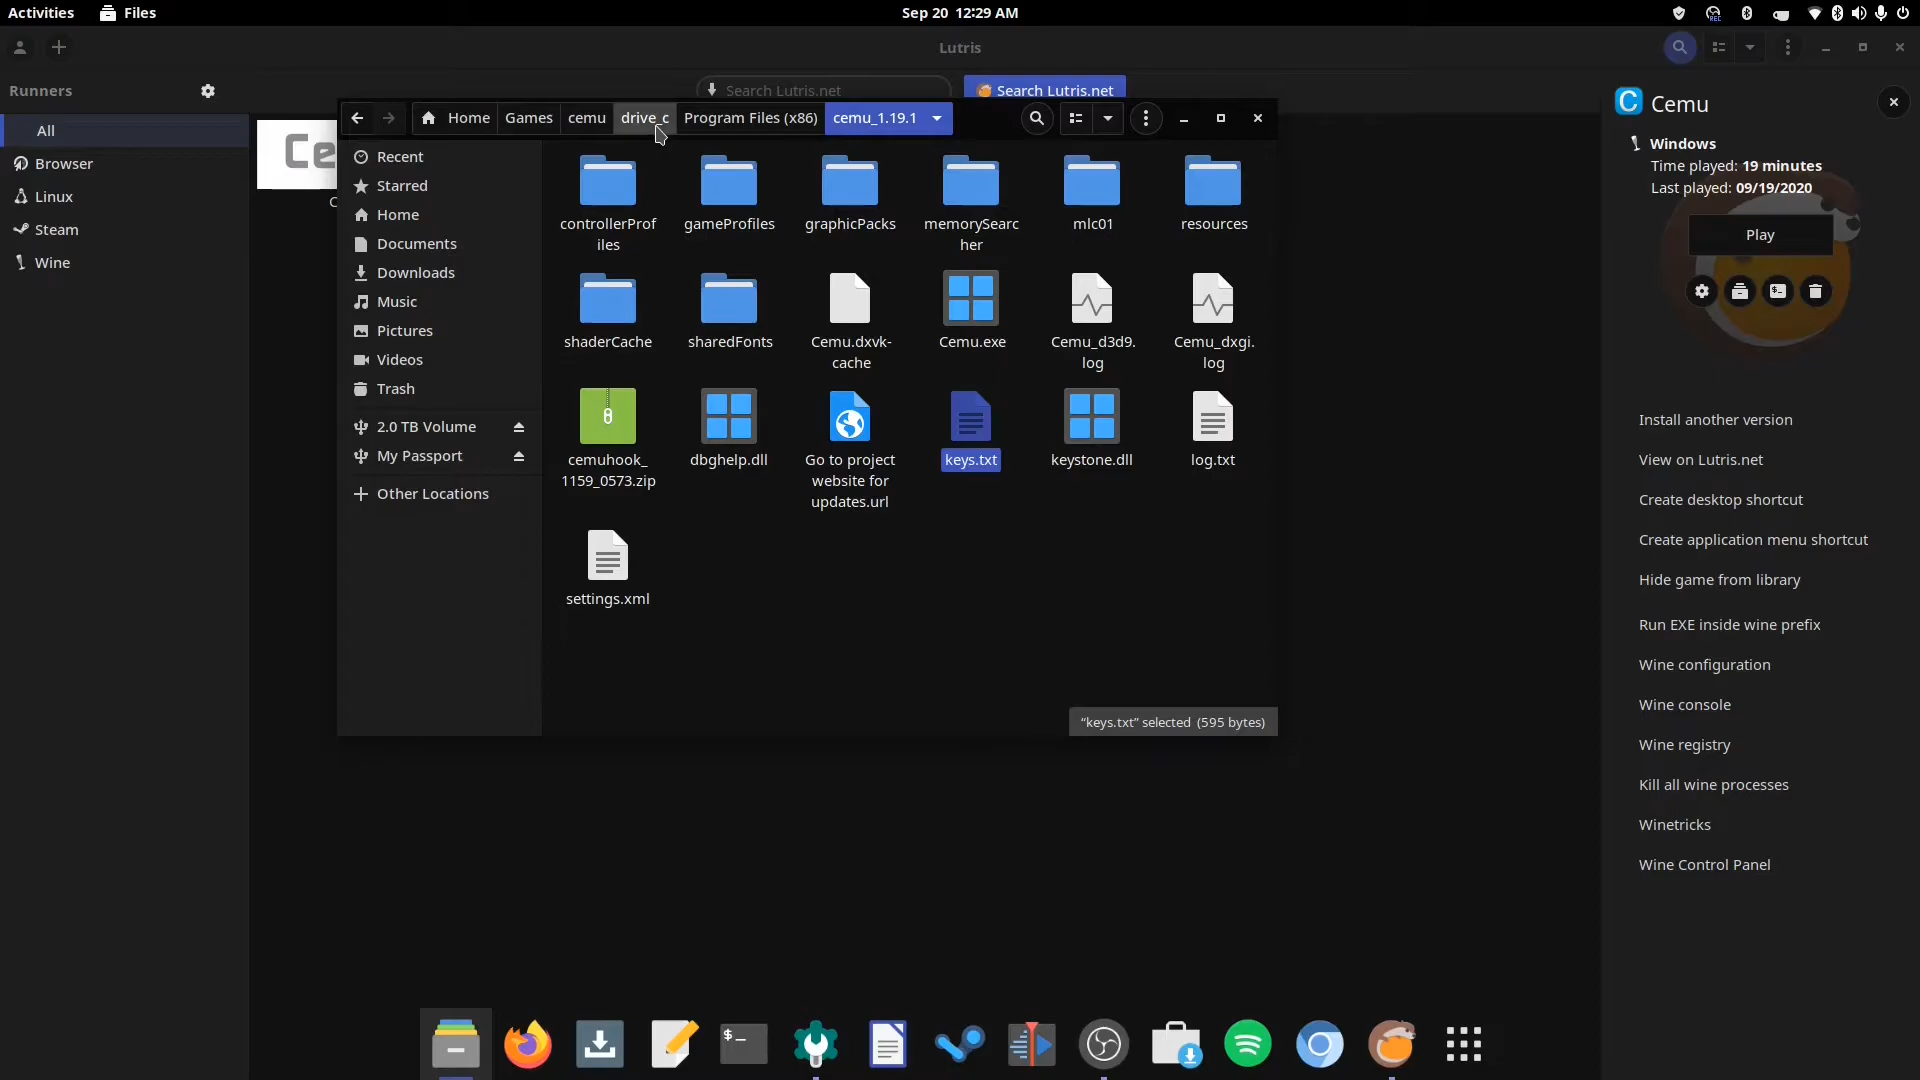 Activities Files Sep 20 12:29 AM
REC
Lutris
Runners
Search Lutris.net Search Lutris.net
All
Browser
Linux
Steam
Wine
Ce
C
Home Games cemu drive_c Program Files (x86) cemu_1.19.1
Recent
Starred
Home
Documents
Downloads
Music
Pictures
Videos
Trash
2.0 TB Volume
My Passport
Other Locations
controllerProf
iles
gameProfiles
graphicPacks
memorySearc
her
mlc01
resources
shaderCache
sharedFonts
Cemu.dxvk-
cache
Cemu.exe
Cemu_d3d9.
log
Cemu_dxgi.
log
cemuhook_
1159_0573.zip
dbghelp.dll
Go to project
website for
updates.url
keys.txt
keystone.dll
log.txt
settings.xml
“keys.txt” selected (595 bytes)
C Cemu
Windows
Time played: 19 minutes
Last played: 09/19/2020
Play
Install another version
View on Lutris.net
Create desktop shortcut
Create application menu shortcut
Hide game from library
Run EXE inside wine prefix
Wine configuration
Wine console
Wine registry
Kill all wine processes
Winetricks
Wine Control Panel
$_